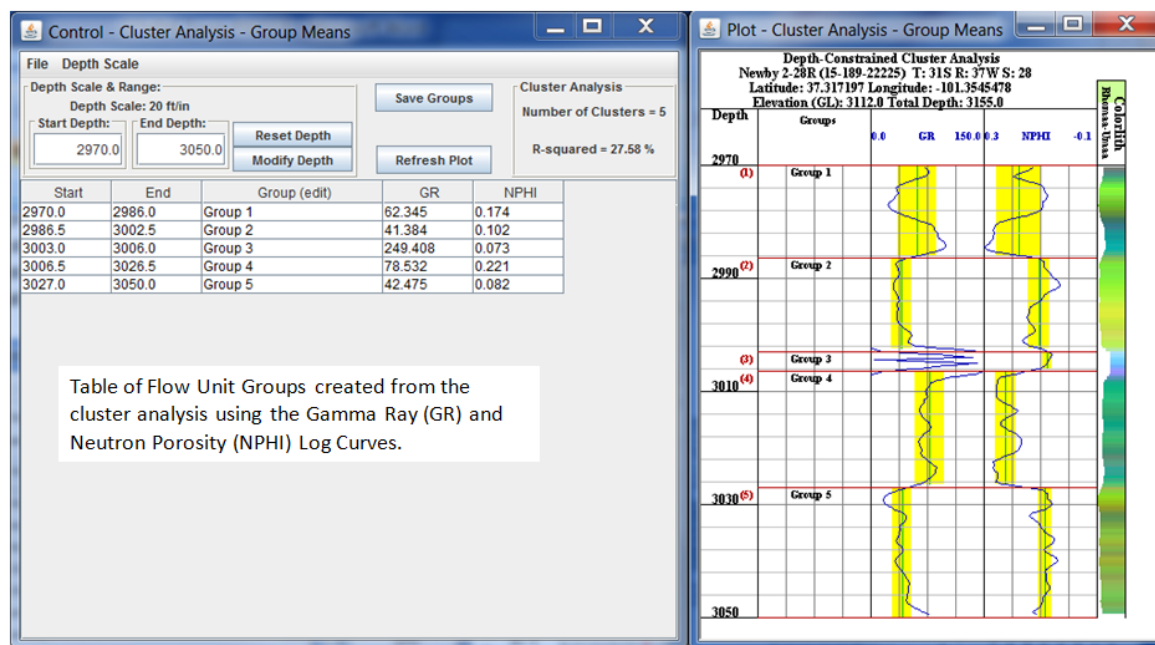 Control - Cluster Analysis - Group Means
File Depth Scale
Depth Scale & Range:
Depth Scale: 20 ft/in
Start Depth: End Depth:
2970.0 3050.0
Reset Depth
Modify Depth
Save Groups
Refresh Plot
Cluster Analysis
Number of Clusters = 5
R-squared = 27.58 %
Start End Group (edit) GR NPHI
2970.0 2986.0 Group 1 62.345 0.174
2986.5 3002.5 Group 2 41.384 0.102
3003.0 3006.0 Group 3 249.408 0.073
3006.5 3026.5 Group 4 78.532 0.221
3027.0 3050.0 Group 5 42.475 0.082
Table of Flow Unit Groups created from the
cluster analysis using the Gamma Ray (GR) and
Neutron Porosity (NPHI) Log Curves.
Plot - Cluster Analysis - Group Means
Depth-Constrained Cluster Analysis
Newby 2-28R (15-189-22225) T: 31S R: 37W S: 28
Latitude: 37.317197 Longitude: -101.3545478
Elevation (GL): 3112.0 Total Depth: 3155.0
Depth Groups
0.0 GR 150.0 0.3 NPHI -0.1
Colorlith
Rhomaa-Umaa
2970
(1) Group 1
(2) Group 2
2990
(3) Group 3
(4) Group 4
3010
(5) Group 5
3030
3050